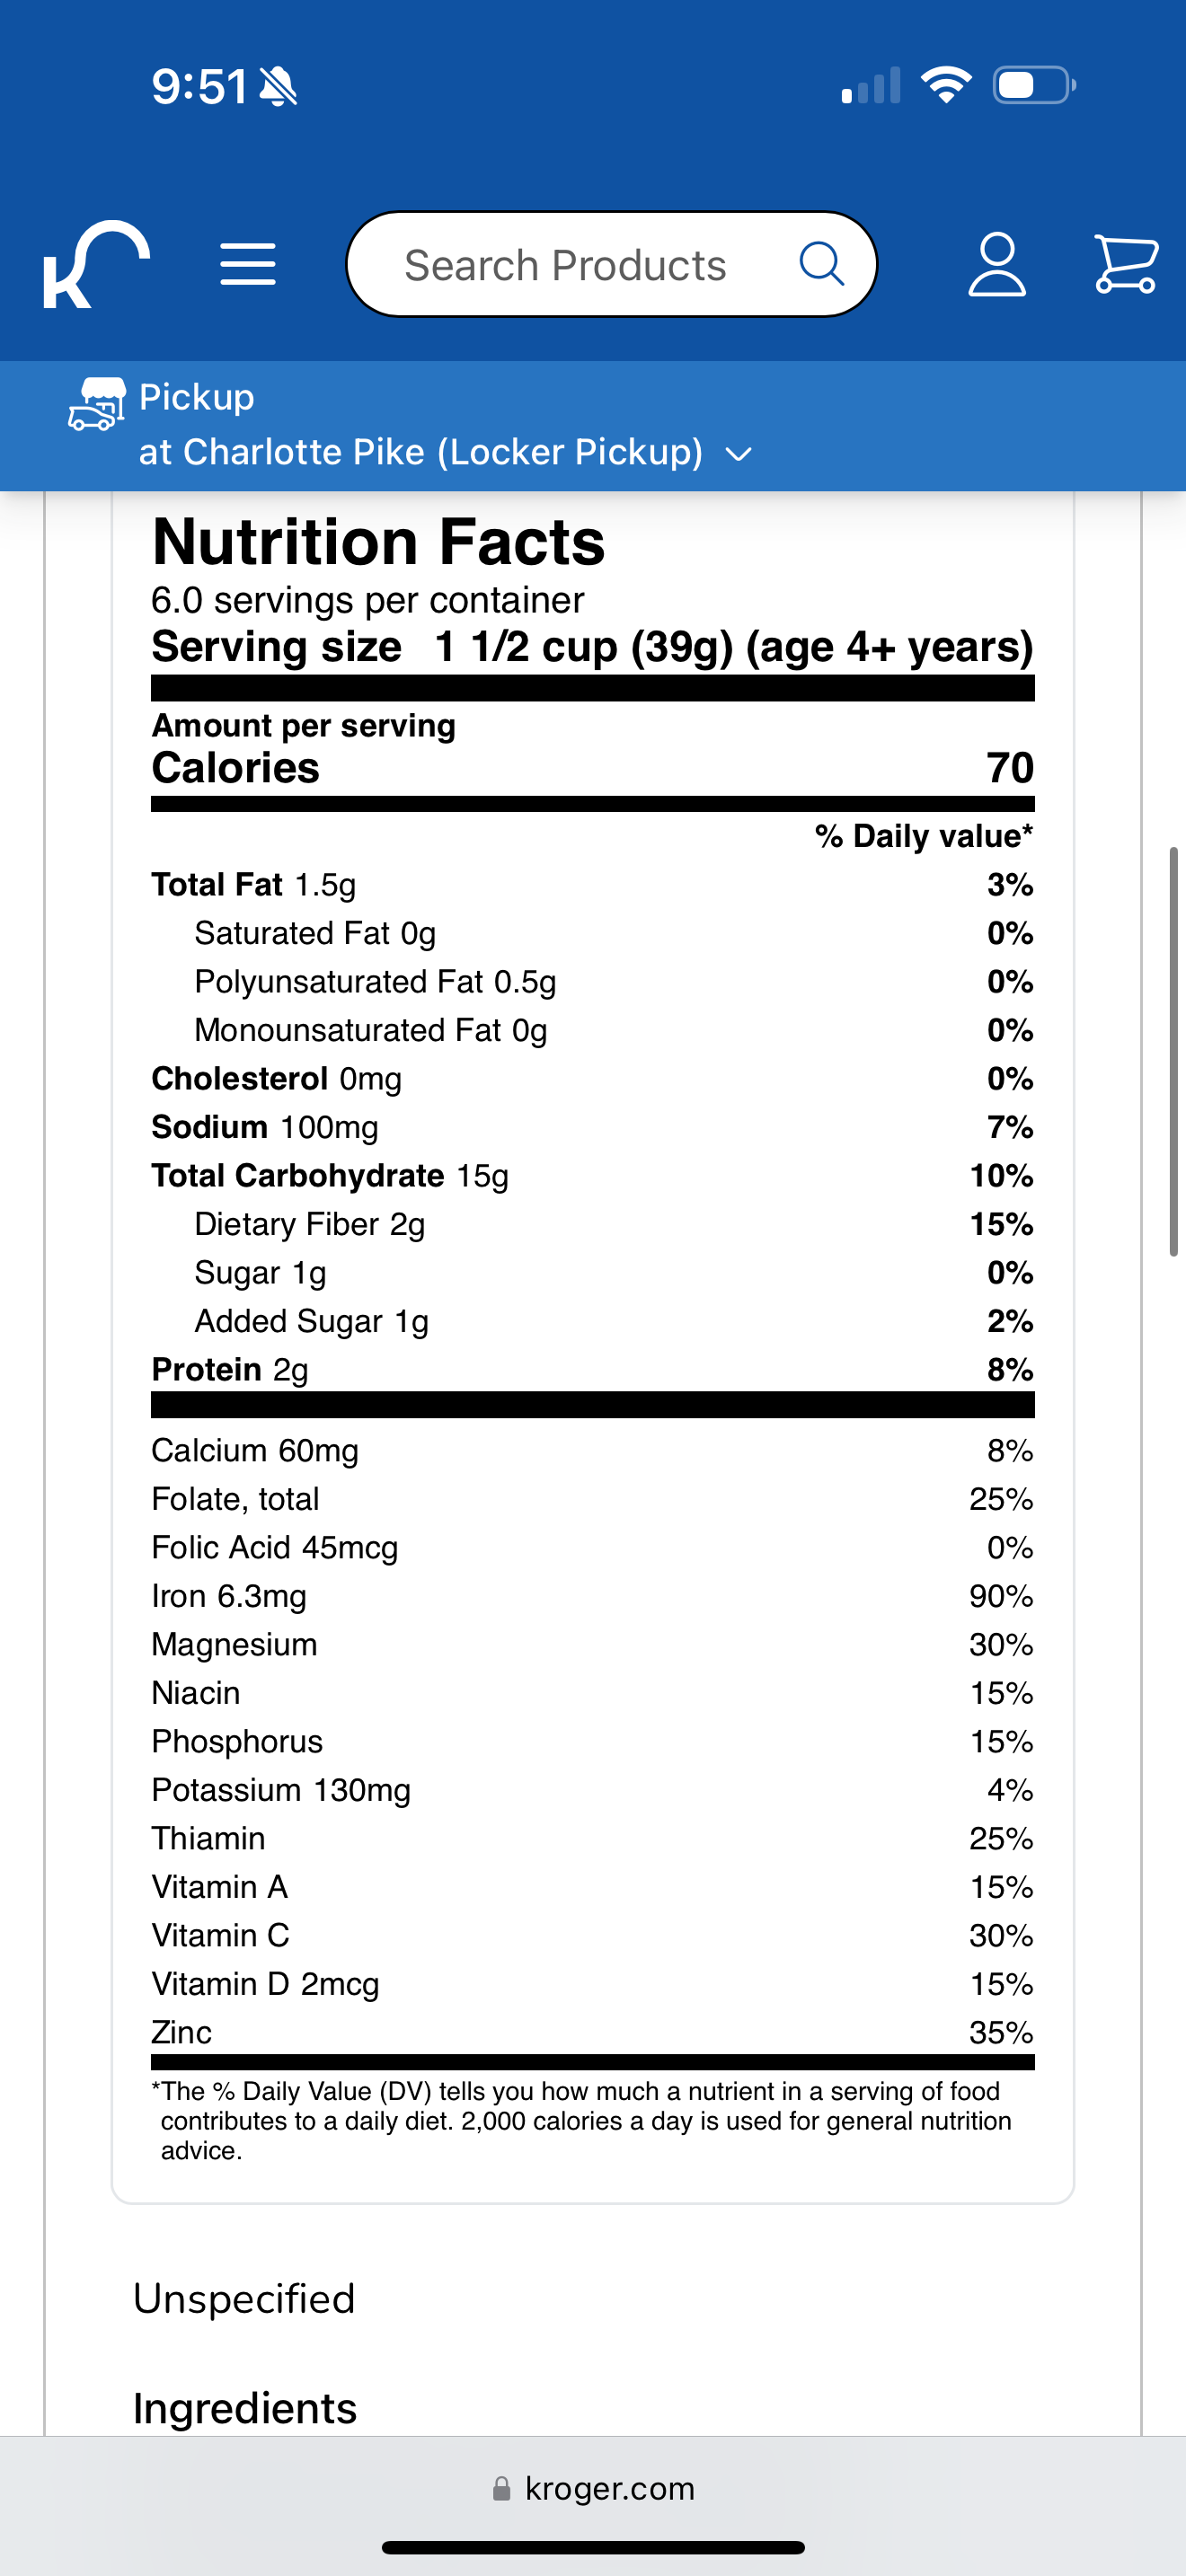 9:51
Search Products
Pickup
at Charlotte Pike (Locker Pickup)
Nutrition Facts
6.0 servings per container
Serving size 1 1/2 cup (39g) (age 4+ years)
Amount per serving
Calories 70
% Daily value*
Total Fat 1.5g 3%
Saturated Fat 0g 0%
Polyunsaturated Fat 0.5g 0%
Monounsaturated Fat 0g 0%
Cholesterol 0mg 0%
Sodium 100mg 7%
Total Carbohydrate 15g 10%
Dietary Fiber 2g 15%
Sugar 1g 0%
Added Sugar 1g 2%
Protein 2g 8%
Calcium 60mg 8%
Folate, total 25%
Folic Acid 45mcg 0%
Iron 6.3mg 90%
Magnesium 30%
Niacin 15%
Phosphorus 15%
Potassium 130mg 4%
Thiamin 25%
Vitamin A 15%
Vitamin C 30%
Vitamin D 2mcg 15%
Zinc 35%
*The % Daily Value (DV) tells you how much a nutrient in a serving of food
contributes to a daily diet. 2,000 calories a day is used for general nutrition
advice.
Unspecified
Ingredients
kroger.com